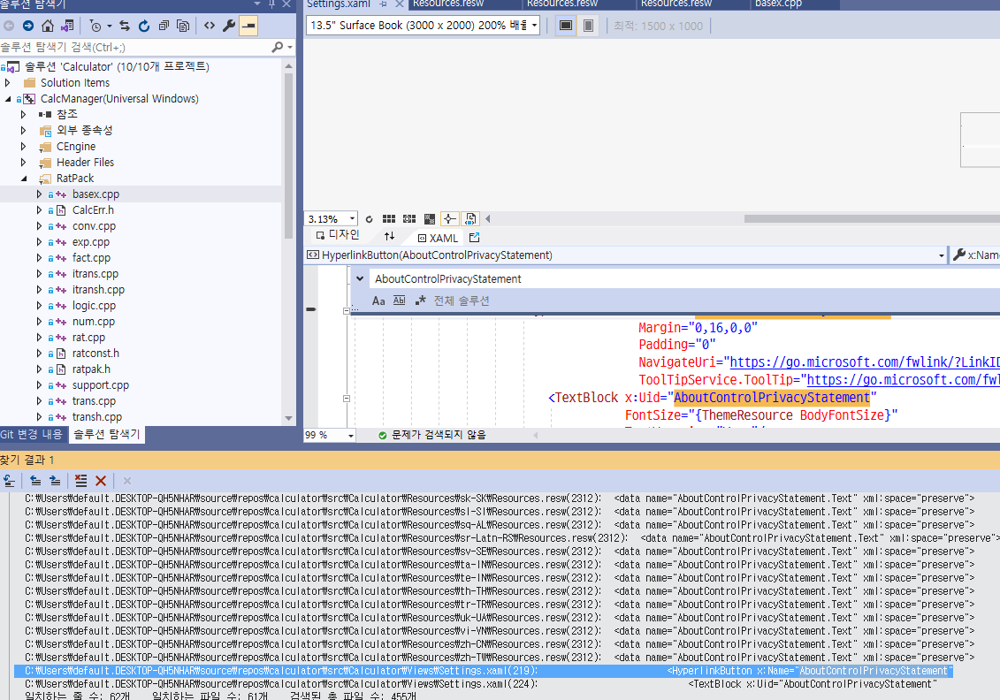 솔루션 탐색기
솔루션 탐색기 검색(Ctrl+;)
솔루션 'Calculator' (10/10개 프로젝트)
Solution Items
CalcManager(Universal Windows)
참조
외부 종속성
CEngine
Header Files
RatPack
basex.cpp
CalcErr.h
conv.cpp
exp.cpp
fact.cpp
itrans.cpp
itransh.cpp
logic.cpp
num.cpp
rat.cpp
ratconst.h
ratpak.h
support.cpp
trans.cpp
transh.cpp
Git 변경 내용 솔루션 탐색기
Settings.xaml Resources.resw Resources.resw Resources.resw basex.cpp
13.5" Surface Book (3000 x 2000) 200% 배율 최적: 1500 x 1000
3.13%
디자인 XAML
HyperlinkButton(AboutControlPrivacyStatement) x:Nam
AboutControlPrivacyStatement
Aa Abl .* 전체 솔루션
Margin="0,16,0,0"
Padding="0"
NavigateUri="https://go.microsoft.com/fwlink/?LinkID
ToolTipService.ToolTip="https://go.microsoft.com/fwl
<TextBlock x:Uid="AboutControlPrivacyStatement"
FontSize="{ThemeResource BodyFontSize}"
99 % 문제가 검색되지 않음
찾기 결과 1
C:₩Users₩default.DESKTOP-QH5NHAR₩source₩repos₩calculator₩src₩Calculator₩Resources₩sk-SK₩Resources.resw(2312): <data name="AboutControlPrivacyStatement.Text" xml:space="preserve">
C:₩Users₩default.DESKTOP-QH5NHAR₩source₩repos₩calculator₩src₩Calculator₩Resources₩sl-SI₩Resources.resw(2312): <data name="AboutControlPrivacyStatement.Text" xml:space="preserve">
C:₩Users₩default.DESKTOP-QH5NHAR₩source₩repos₩calculator₩src₩Calculator₩Resources₩sq-AL₩Resources.resw(2312): <data name="AboutControlPrivacyStatement.Text" xml:space="preserve">
C:₩Users₩default.DESKTOP-QH5NHAR₩source₩repos₩calculator₩src₩Calculator₩Resources₩sr-Latn-RS₩Resources.resw(2312): <data name="AboutControlPrivacyStatement.Text" xml:space="preserve">
C:₩Users₩default.DESKTOP-QH5NHAR₩source₩repos₩calculator₩src₩Calculator₩Resources₩sv-SE₩Resources.resw(2312): <data name="AboutControlPrivacyStatement.Text" xml:space="preserve">
C:₩Users₩default.DESKTOP-QH5NHAR₩source₩repos₩calculator₩src₩Calculator₩Resources₩ta-IN₩Resources.resw(2312): <data name="AboutControlPrivacyStatement.Text" xml:space="preserve">
C:₩Users₩default.DESKTOP-QH5NHAR₩source₩repos₩calculator₩src₩Calculator₩Resources₩te-IN₩Resources.resw(2312): <data name="AboutControlPrivacyStatement.Text" xml:space="preserve">
C:₩Users₩default.DESKTOP-QH5NHAR₩source₩repos₩calculator₩src₩Calculator₩Resources₩th-TH₩Resources.resw(2312): <data name="AboutControlPrivacyStatement.Text" xml:space="preserve">
C:₩Users₩default.DESKTOP-QH5NHAR₩source₩repos₩calculator₩src₩Calculator₩Resources₩tr-TR₩Resources.resw(2312): <data name="AboutControlPrivacyStatement.Text" xml:space="preserve">
C:₩Users₩default.DESKTOP-QH5NHAR₩source₩repos₩calculator₩src₩Calculator₩Resources₩uk-UA₩Resources.resw(2312): <data name="AboutControlPrivacyStatement.Text" xml:space="preserve">
C:₩Users₩default.DESKTOP-QH5NHAR₩source₩repos₩calculator₩src₩Calculator₩Resources₩vi-VN₩Resources.resw(2312): <data name="AboutControlPrivacyStatement.Text" xml:space="preserve">
C:₩Users₩default.DESKTOP-QH5NHAR₩source₩repos₩calculator₩src₩Calculator₩Resources₩zh-CN₩Resources.resw(2312): <data name="AboutControlPrivacyStatement.Text" xml:space="preserve">
C:₩Users₩default.DESKTOP-QH5NHAR₩source₩repos₩calculator₩src₩Calculator₩Resources₩zh-TW₩Resources.resw(2312): <data name="AboutControlPrivacyStatement.Text" xml:space="preserve">
C:₩Users₩default.DESKTOP-QH5NHAR₩source₩repos₩calculator₩src₩Calculator₩Views₩Settings.xaml(219): <HyperlinkButton x:Name="AboutControlPrivacyStatement"
C:₩Users₩default.DESKTOP-QH5NHAR₩source₩repos₩calculator₩src₩Calculator₩Views₩Settings.xaml(224): <TextBlock x:Uid="AboutControlPrivacyStatement"
일치하는 줄 수: 62개 일치하는 파일 수: 61개 검색된 총 파일 수: 455개